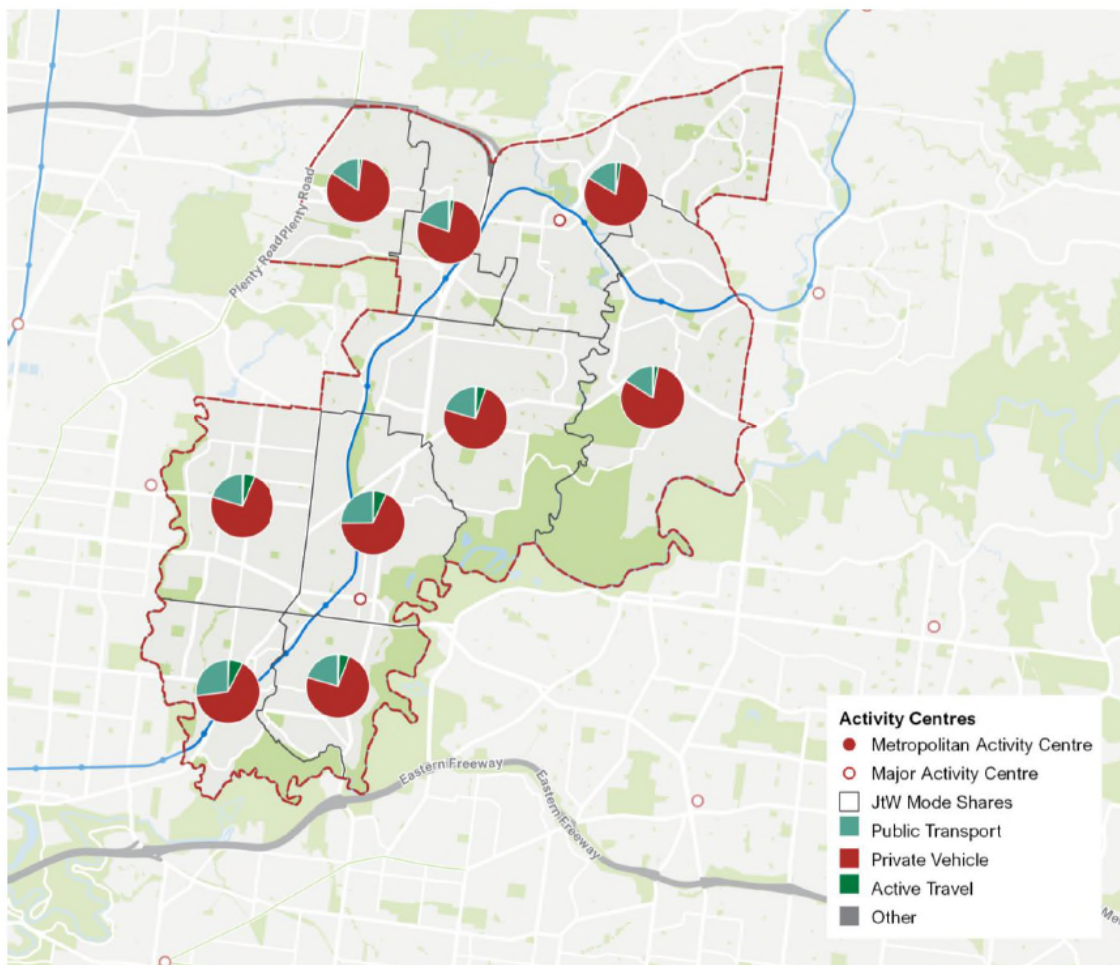 Plenty Road
Plenty Road
Eastern Freeway
Eastern Freeway
Activity Centres
Metropolitan Activity Centre
Major Activity Centre
JtW Mode Shares
Public Transport
Private Vehicle
Active Travel
Other